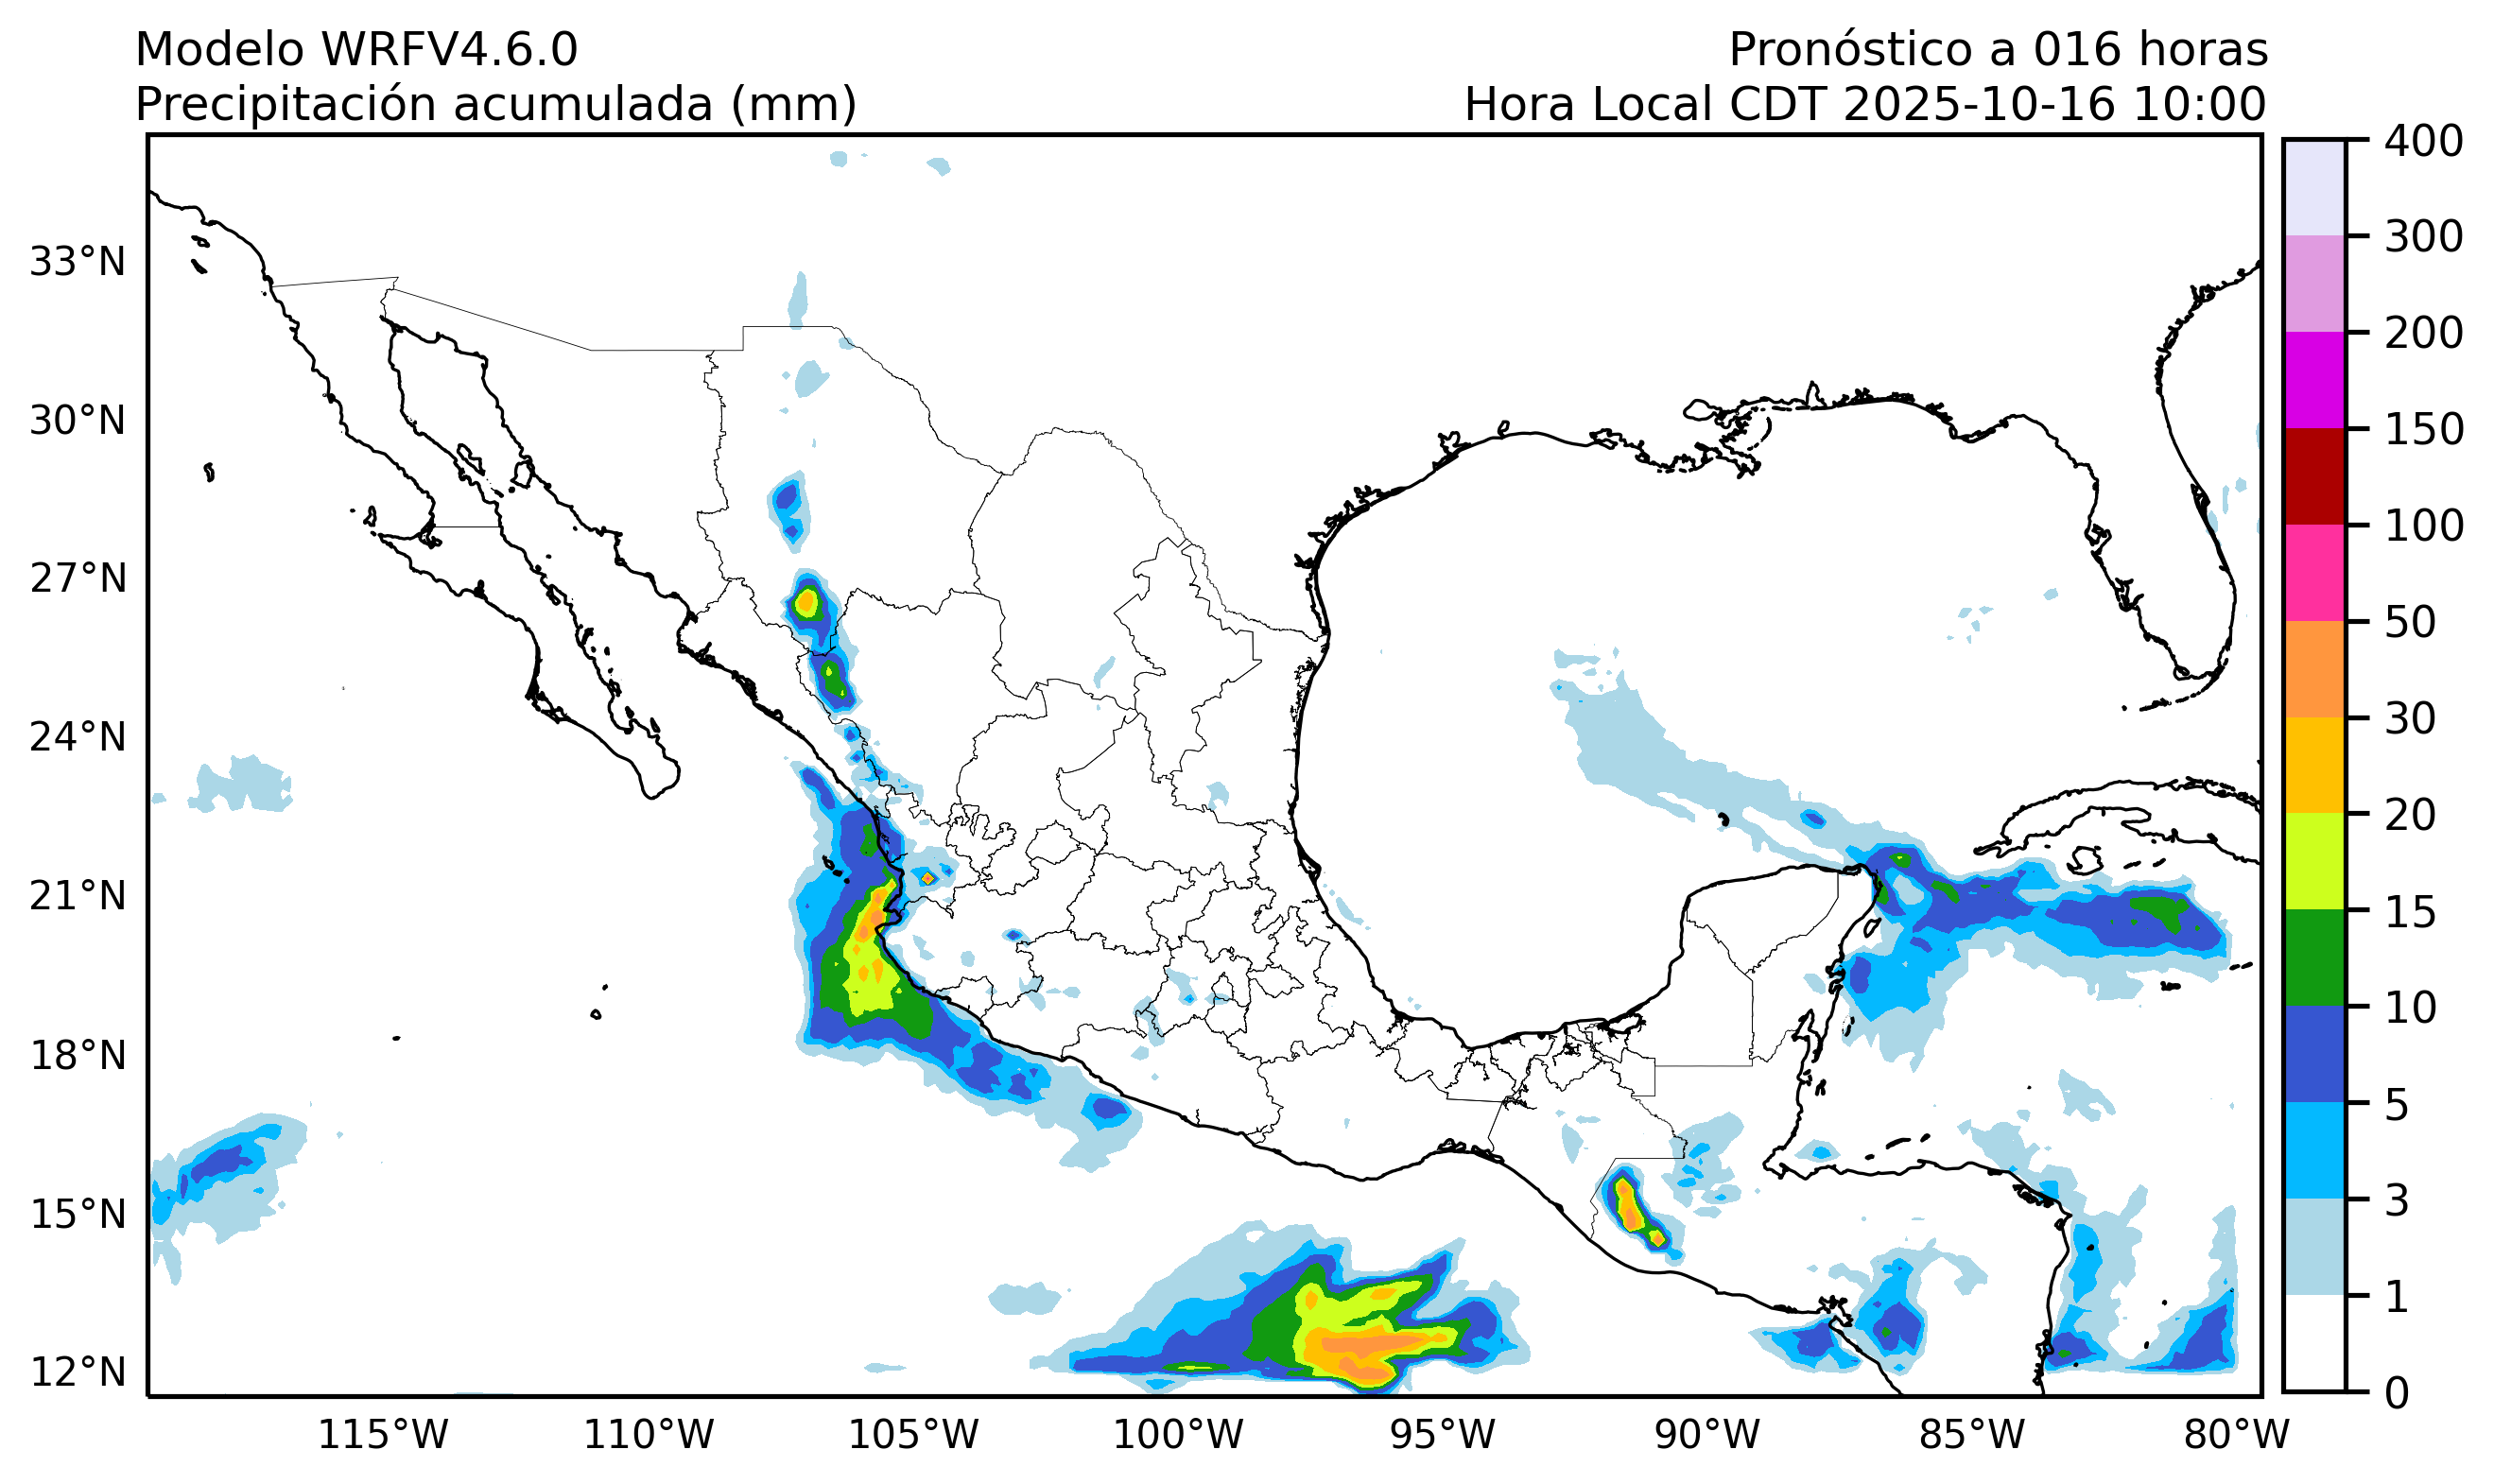 Modelo WRFV4.6.0
Pronóstico a 016 horas
Precipitación acumulada (mm)
Hora Local CDT 2025-10-16 10:00
33°N
30°N
27°N
24°N
21°N
18°N
15°N
12°N
115°W
110°W
105°W
100°W
95°W
90°W
85°W
80°W
400
300
200
150
100
50
30
20
15
10
5
3
1
0